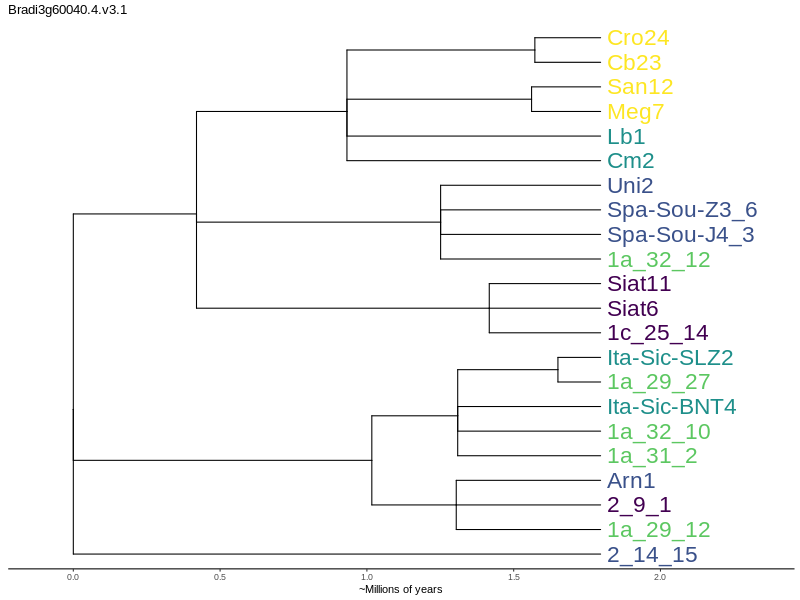 Bradi3g60040.4.v3.1
Cro24
Cb23
San12
Meg7
Lb1
Cm2
Uni2
Spa-Sou-Z3_6
Spa-Sou-J4_3
1a_32_12
Siat11
Siat6
1c_25_14
Ita-Sic-SLZ2
1a_29_27
Ita-Sic-BNT4
1a_32_10
1a_31_2
Arn1
2_9_1
1a_29_12
2_14_15
0.0 0.5 1.0 1.5 2.0
~Millions of years